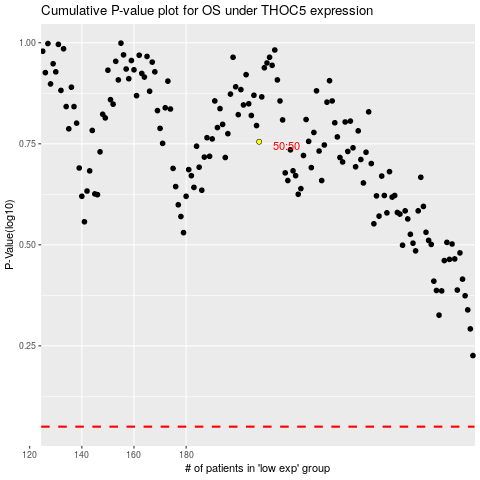 Cumulative P-value plot for OS under THOC5 expression
P-Value(log10)
1.00
0.75
0.50
0.25
50:50
120 140 160 180
# of patients in 'low exp' group